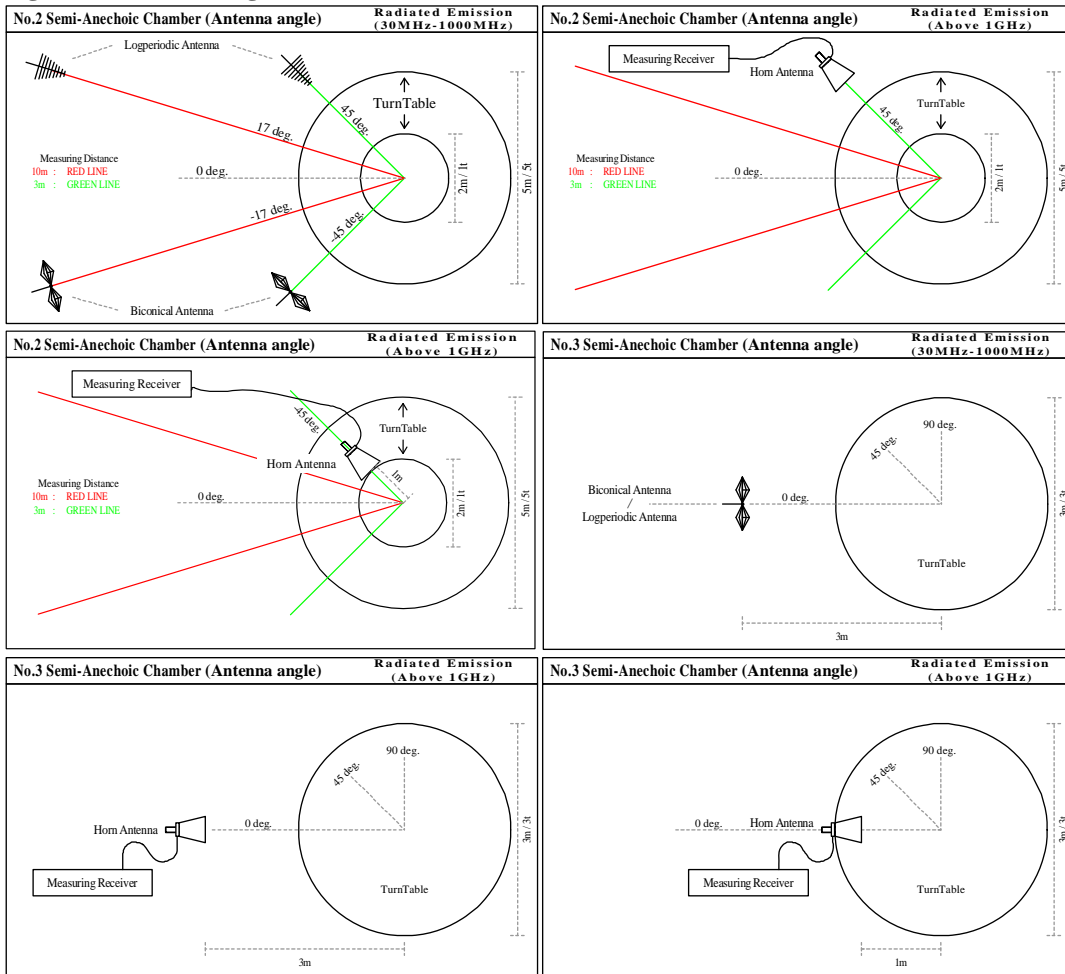 No.2 Semi-Anechoic Chamber (Antenna angle)
Radiated Emission
(30MHz-1000MHz)
Logperiodic Antenna
TurnTable
45 deg.
17 deg.
Measuring Distance
10m : RED LINE
3m : GREEN LINE
0 deg.
2m / 1t
5m / 5t
-17 deg.
-45 deg.
Biconical Antenna
No.2 Semi-Anechoic Chamber (Antenna angle)
Radiated Emission
(Above 1GHz)
Measuring Receiver
Horn Antenna
TurnTable
45 deg.
Measuring Distance
10m : RED LINE
3m : GREEN LINE
0 deg.
2m / 1t
5m / 5t
No.2 Semi-Anechoic Chamber (Antenna angle)
Radiated Emission
(Above 1GHz)
Measuring Receiver
-45 deg.
TurnTable
Horn Antenna
1m
Measuring Distance
10m : RED LINE
3m : GREEN LINE
0 deg.
2m / 1t
5m / 5t
No.3 Semi-Anechoic Chamber (Antenna angle)
Radiated Emission
(30MHz-1000MHz)
90 deg.
45 deg.
Biconical Antenna
0 deg.
Logperiodic Antenna
3m / 3t
TurnTable
3m
No.3 Semi-Anechoic Chamber (Antenna angle)
Radiated Emission
(Above 1GHz)
90 deg.
45 deg.
Horn Antenna
0 deg.
3m / 3t
Measuring Receiver
TurnTable
3m
No.3 Semi-Anechoic Chamber (Antenna angle)
Radiated Emission
(Above 1GHz)
90 deg.
45 deg.
0 deg.
Horn Antenna
3m / 3t
Measuring Receiver
TurnTable
1m